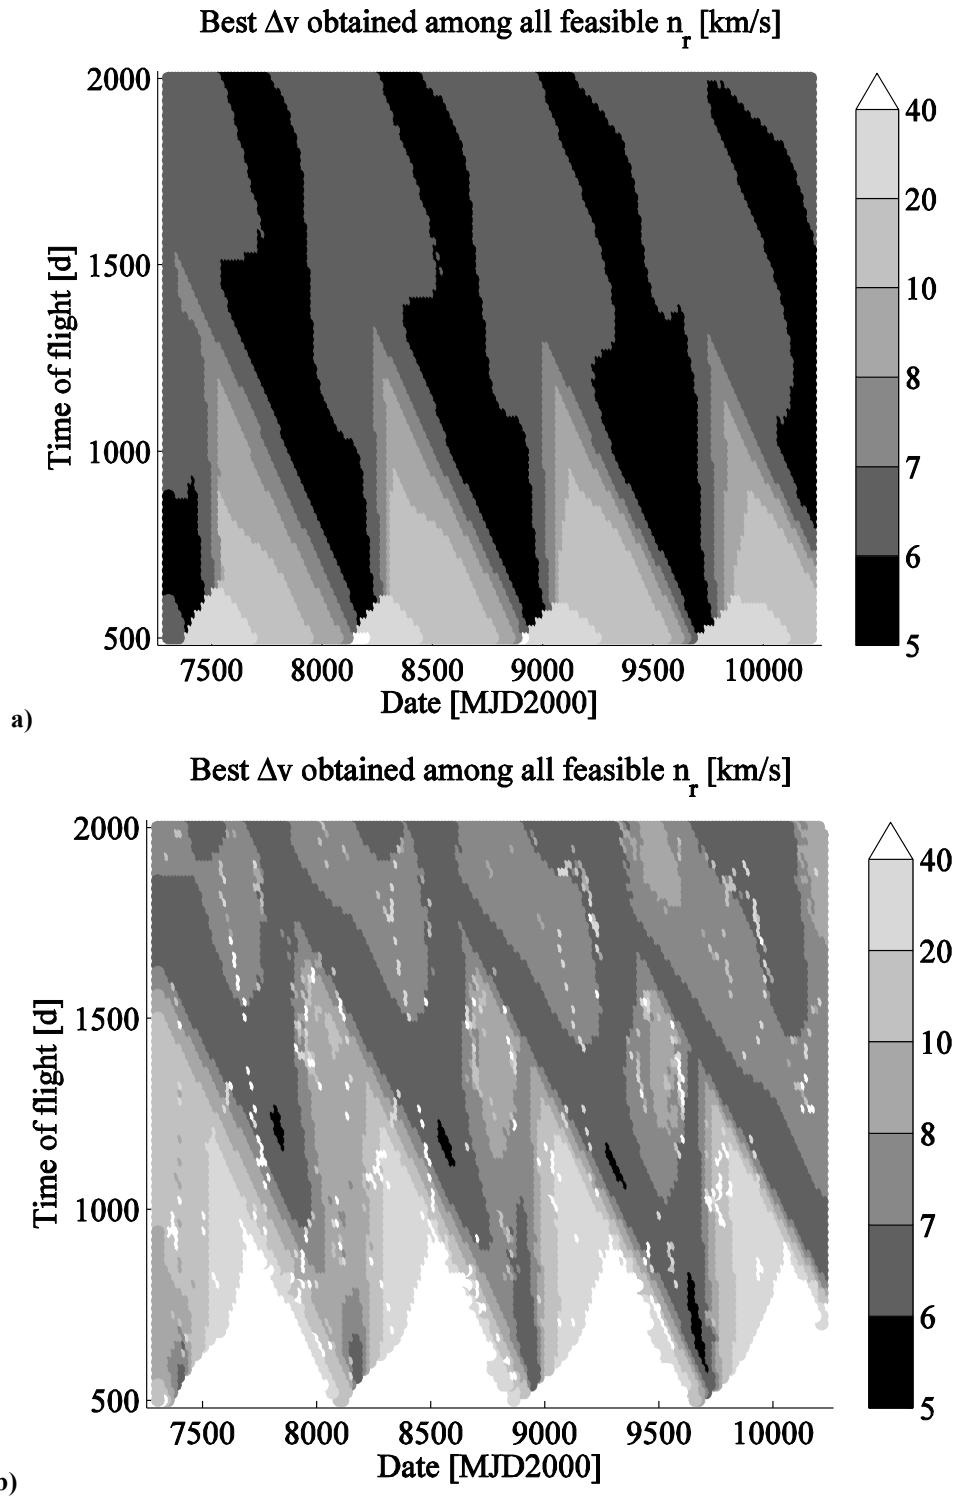 Best Δv obtained among all feasible n_r [km/s]
2000
1500
1000
500
Time of flight [d]
7500 8000 8500 9000 9500 10000
Date [MJD2000]
40
20
10
8
7
6
5
a)
Best Δv obtained among all feasible n_r [km/s]
2000
1500
1000
500
Time of flight [d]
7500 8000 8500 9000 9500 10000
Date [MJD2000]
40
20
10
8
7
6
5
b)